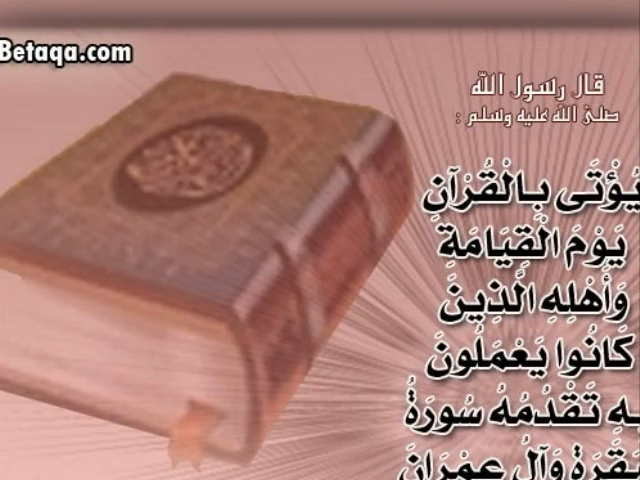 Betaqa.com
قال رسول الله
صلى الله عليه وسلم :
يُؤْتَى بِالْقُرْآنِ
يَوْمَ الْقِيَامَةِ
وَأَهْلِهِ الَّذِينَ
كَانُوا يَعْمَلُونَ
بِهِ تَقْدُمُهُ سُورَةُ
وَآلُ عِمْرَانَ